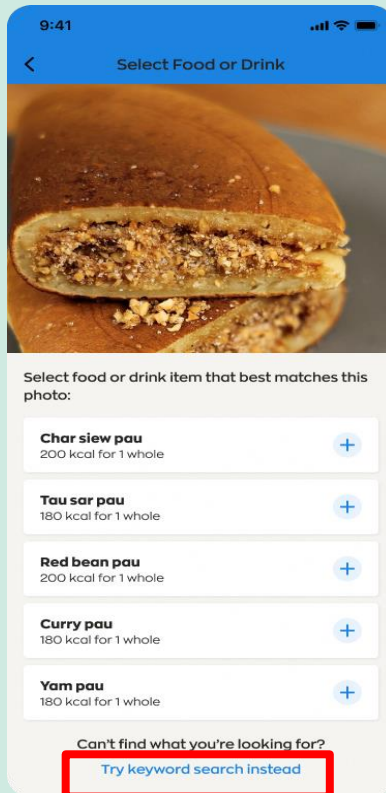 9:41
Select Food or Drink
Select food or drink item that best matches this
photo:
Char siew pau
200 kcal for 1 whole
Tau sar pau
180 kcal for 1 whole
Red bean pau
200 kcal for 1 whole
Curry pau
180 kcal for 1 whole
Yam pau
180 kcal for 1 whole
Can't find what you're looking for?
Try keyword search instead